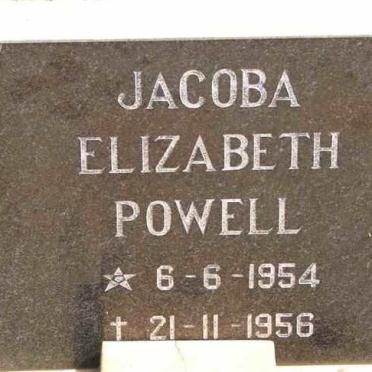 JACOBA
ELIZABETH
POWELL
☆ 6-6-1954
† 21-11-1956